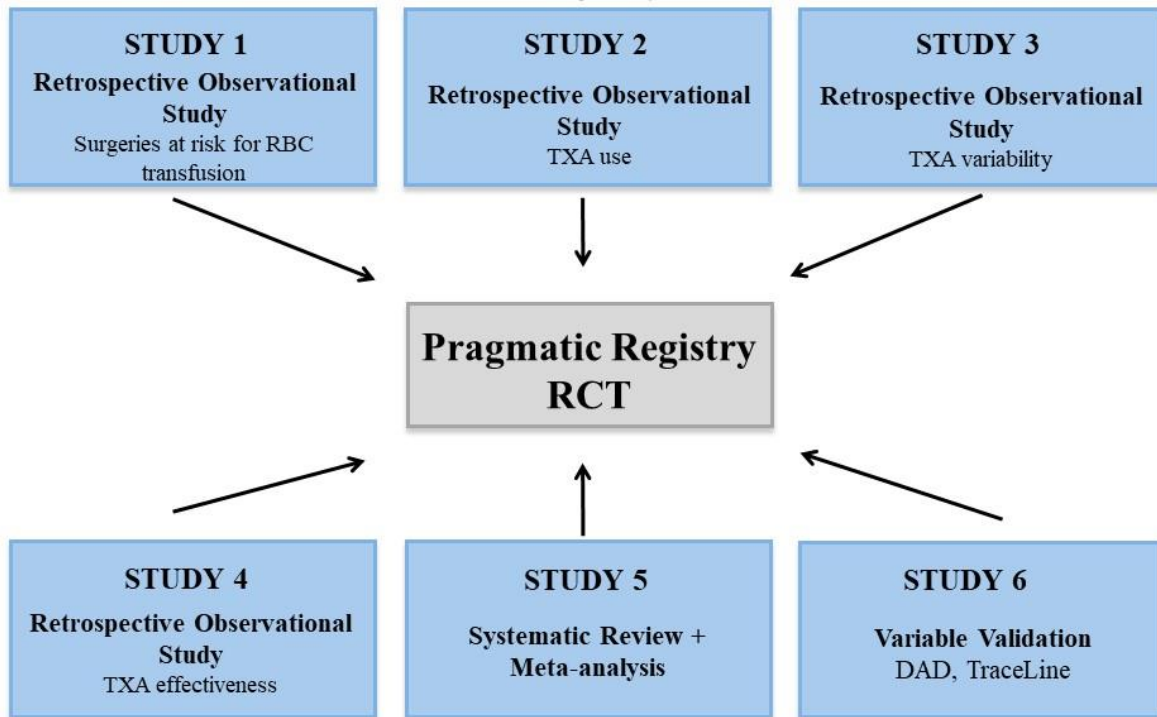 STUDY 1
Retrospective Observational
Study
Surgeries at risk for RBC
transfusion
STUDY 2
Retrospective Observational
Study
TXA use
STUDY 3
Retrospective Observational
Study
TXA variability
Pragmatic Registry
RCT
STUDY 4
Retrospective Observational
Study
TXA effectiveness
STUDY 5
Systematic Review +
Meta-analysis
STUDY 6
Variable Validation
DAD, TraceLine